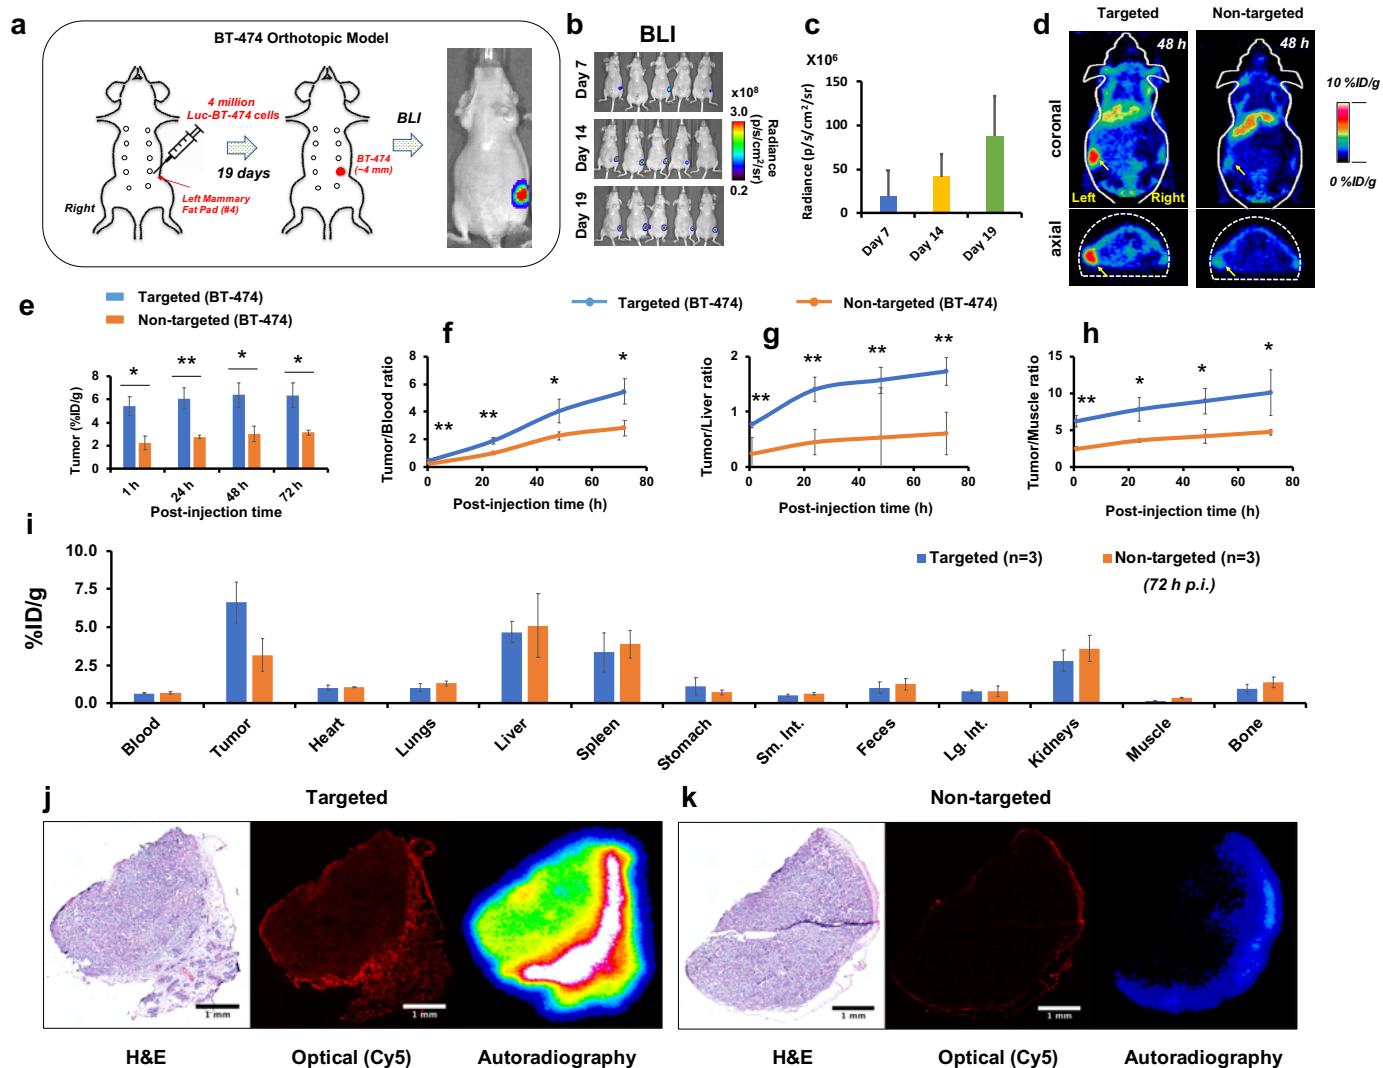 a
BT-474 Orthotopic Model
4 million
Luc-BT-474 cells
19 days
BLI
BT-474
(~4 mm)
Left Mammary
Fat Pad (#4)
Right
b
BLI
Day 7
Day 14
Day 19
x10⁸
3.0
Radiance
(p/s/cm²/sr)
0.2
c
X10⁶
Radiance (p/s/cm²/sr)
150
100
50
0
Day 7
Day 14
Day 19
d
Targeted
Non-targeted
48 h
48 h
coronal
Left
Right
axial
10 %ID/g
0 %ID/g
e
Targeted (BT-474)
Non-targeted (BT-474)
Tumor (%ID/g)
8
6
4
2
0
*
**
*
*
1 h
24 h
48 h
72 h
Post-injection time
Targeted (BT-474)
Non-targeted (BT-474)
f
Tumor/Blood ratio
8
6
4
2
0
**
**
*
*
0
20
40
60
80
Post-injection time (h)
g
Tumor/Liver ratio
2
1
0
**
**
**
**
0
20
40
60
80
Post-injection time (h)
h
Tumor/Muscle ratio
15
10
5
0
**
*
*
*
0
20
40
60
80
Post-injection time (h)
i
%ID/g
10.0
7.5
5.0
2.5
0.0
Targeted (n=3)
Non-targeted (n=3)
(72 h p.i.)
Blood
Tumor
Heart
Lungs
Liver
Spleen
Stomach
Sm. Int.
Feces
Lg. Int.
Kidneys
Muscle
Bone
j
Targeted
1 mm
1 mm
H&E
Optical (Cy5)
Autoradiography
k
Non-targeted
1 mm
1 mm
H&E
Optical (Cy5)
Autoradiography